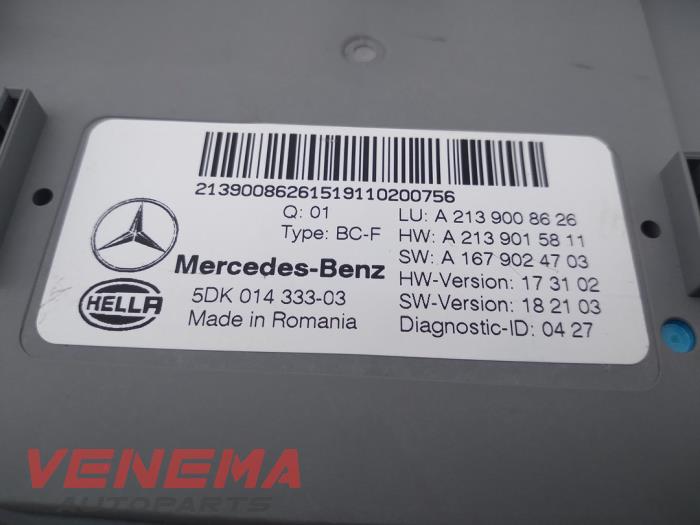 21390086261519110200756
Q: 01
Type: BC-F
Mercedes-Benz
HELLA
5DK 014 333-03
Made in Romania
LU: A 213 900 86 26
HW: A 213 901 58 11
SW: A 167 902 47 03
HW-Version: 17 31 02
SW-Version: 18 21 03
Diagnostic-ID: 04 27
VENEMA
AUTOPARTS